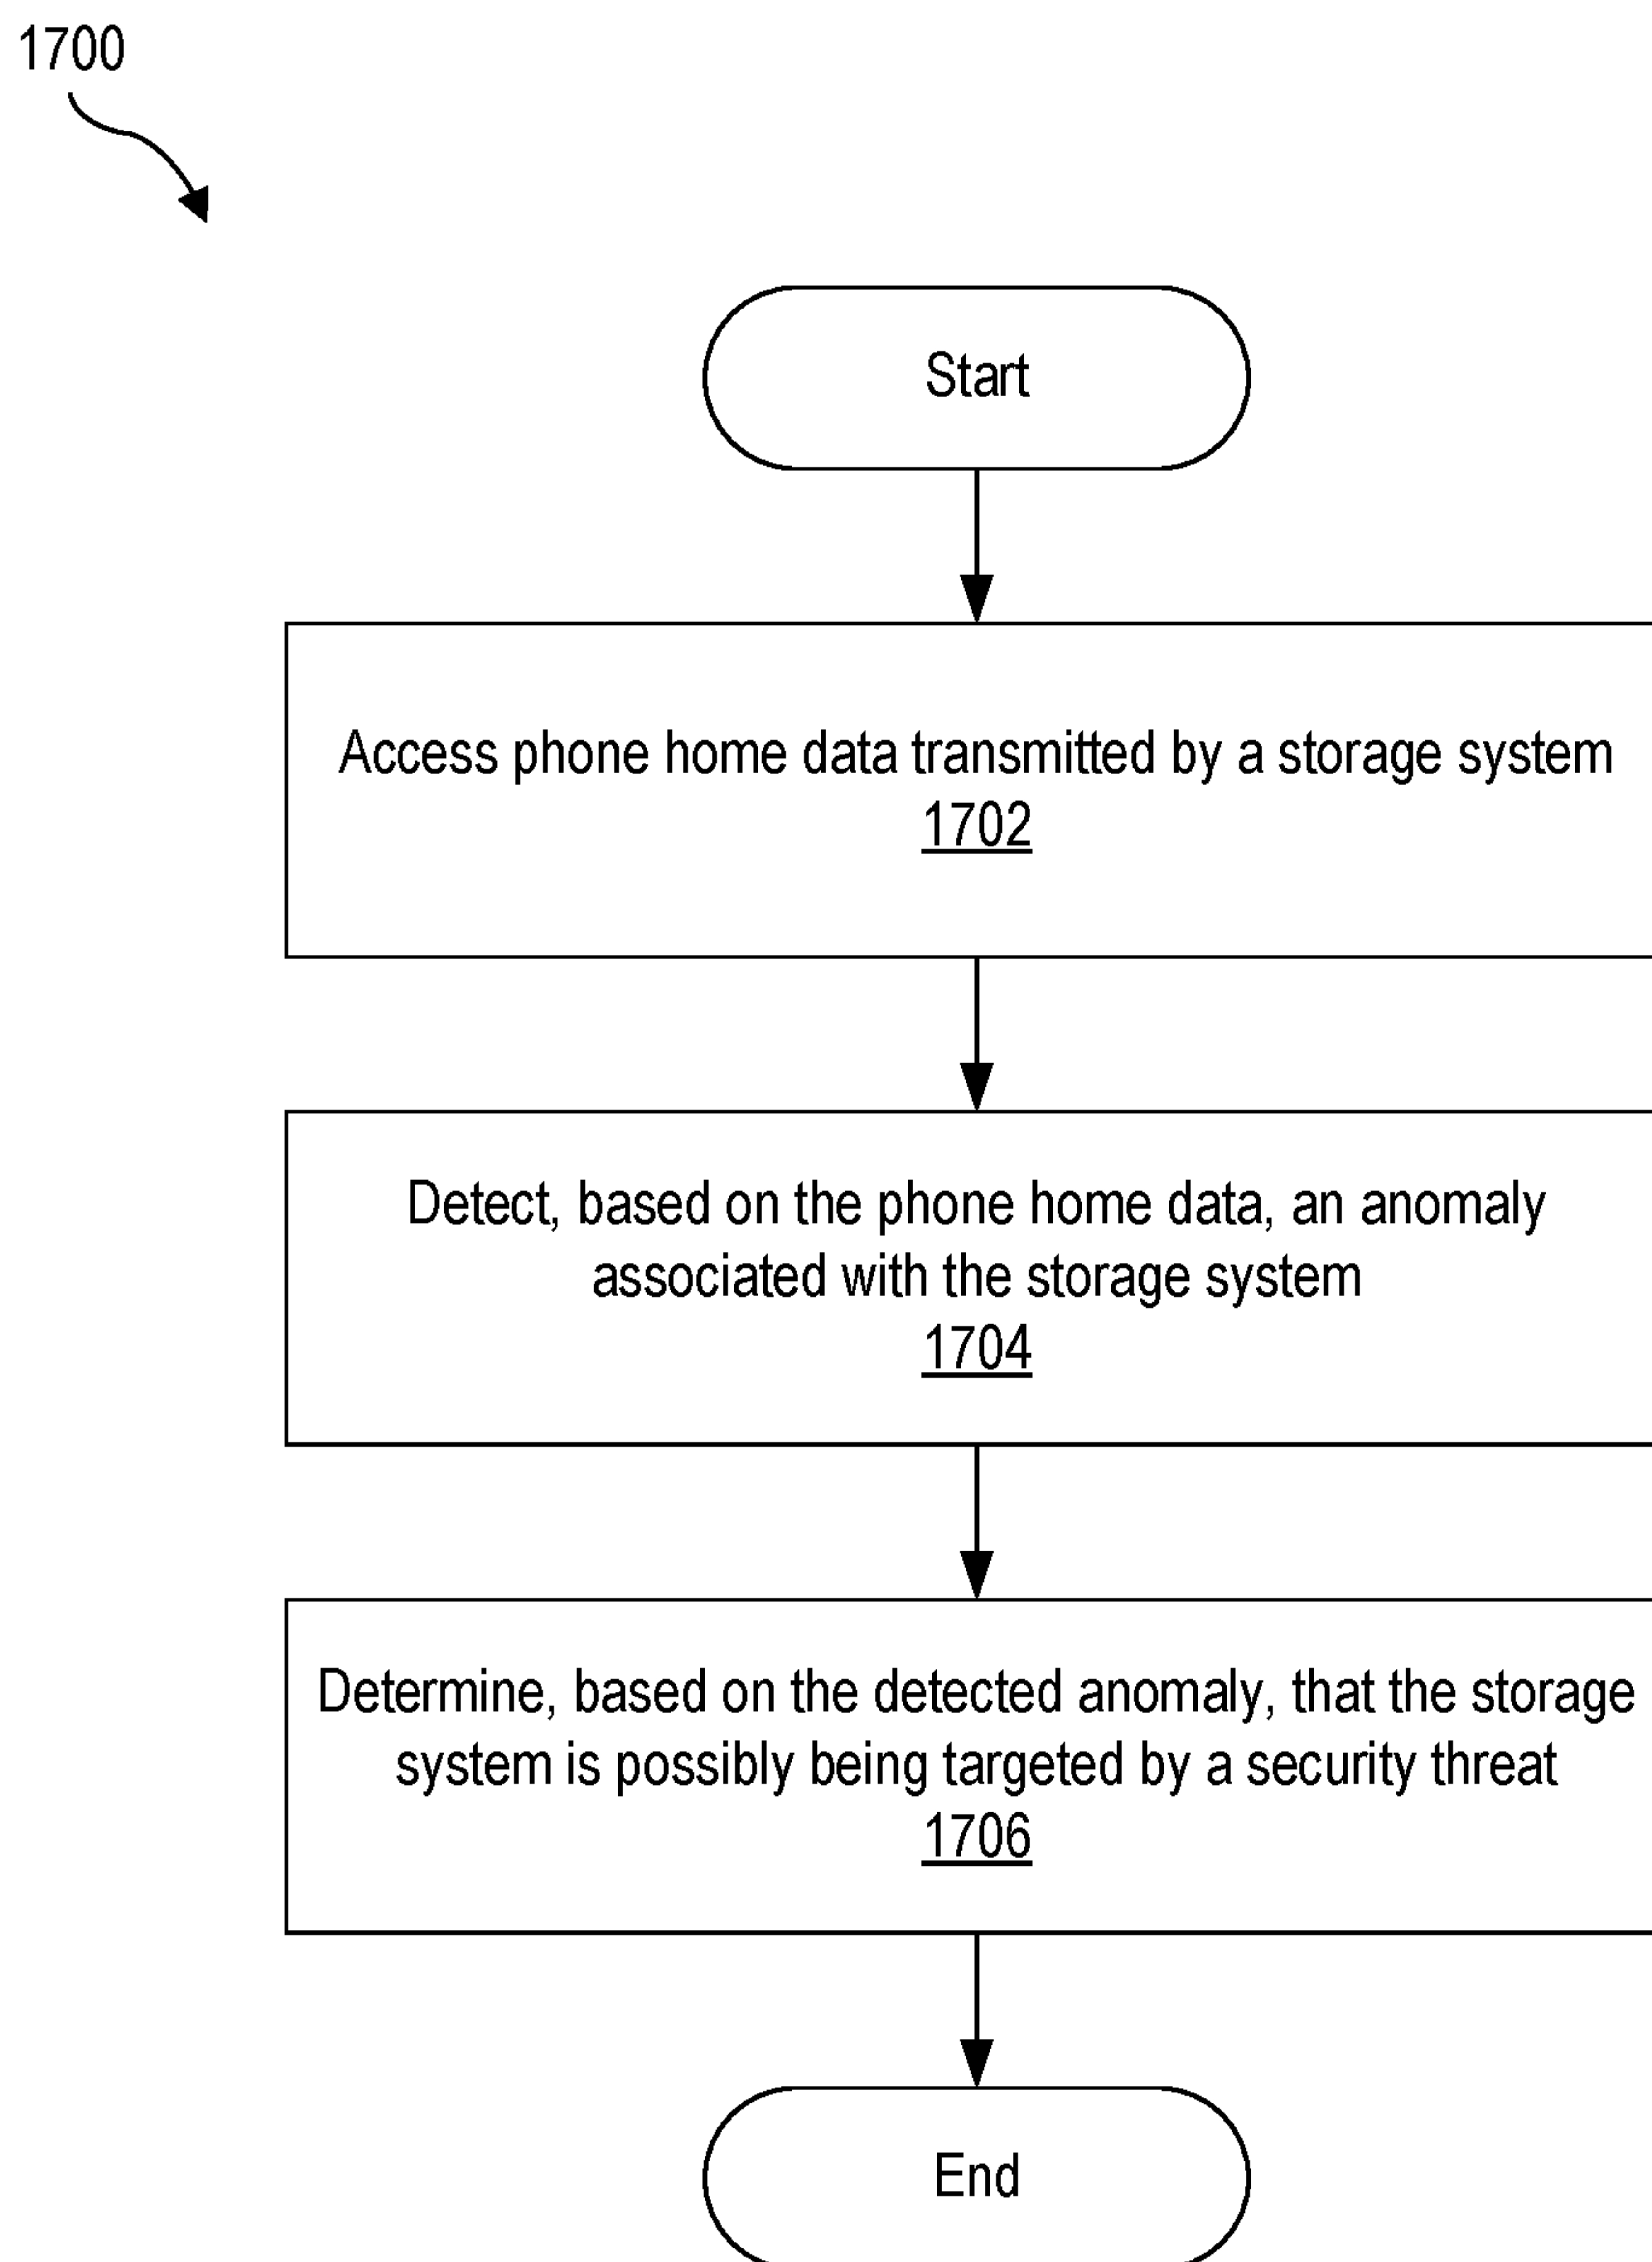 1700
Start
Access phone home data transmitted by a storage system
1702
Detect, based on the phone home data, an anomaly
associated with the storage system
1704
Determine, based on the detected anomaly, that the storage
system is possibly being targeted by a security threat
1706
End